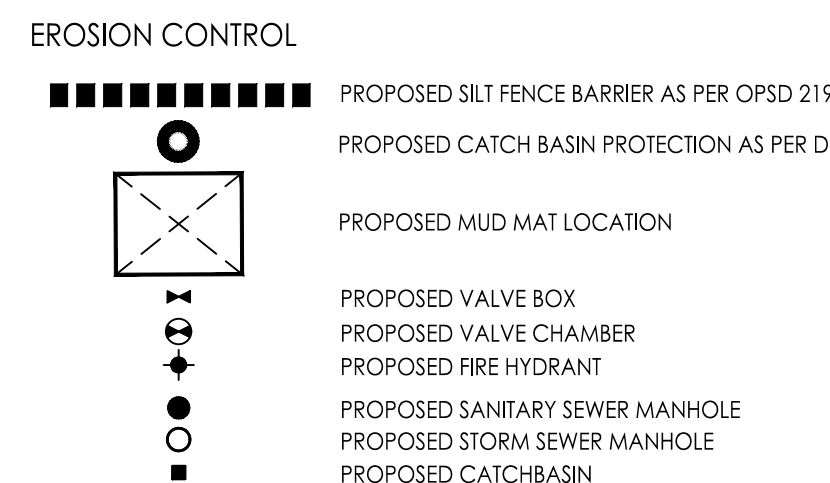 EROSION CONTROL
PROPOSED SILT FENCE BARRIER AS PER OPSD 219
PROPOSED CATCH BASIN PROTECTION AS PER D
PROPOSED MUD MAT LOCATION
PROPOSED VALVE BOX
PROPOSED VALVE CHAMBER
PROPOSED FIRE HYDRANT
PROPOSED SANITARY SEWER MANHOLE
PROPOSED STORM SEWER MANHOLE
PROPOSED CATCHBASIN